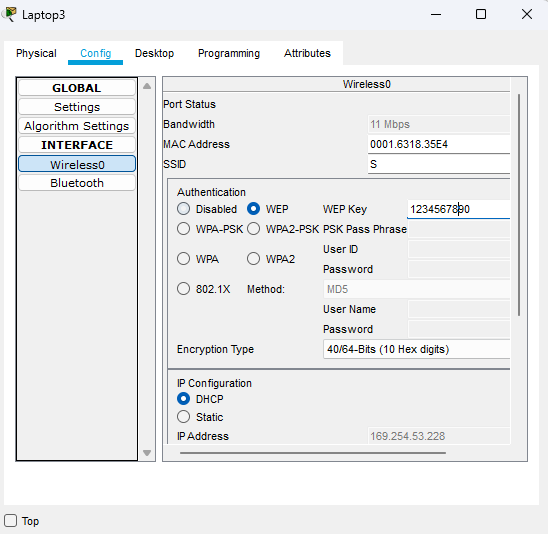 Laptop3
Physical Config Desktop Programming Attributes
GLOBAL
Settings
Algorithm Settings
INTERFACE
Wireless0
Bluetooth
Wireless0
Port Status
Bandwidth 11 Mbps
MAC Address 0001.6318.35E4
SSID S
Authentication
Disabled WEP WEP Key 1234567890
WPA-PSK WPA2-PSK PSK Pass Phrase
User ID
WPA WPA2
Password
802.1X Method: MD5
User Name
Password
Encryption Type 40/64-Bits (10 Hex digits)
IP Configuration
DHCP
Static
IP Address 169.254.53.228
Top